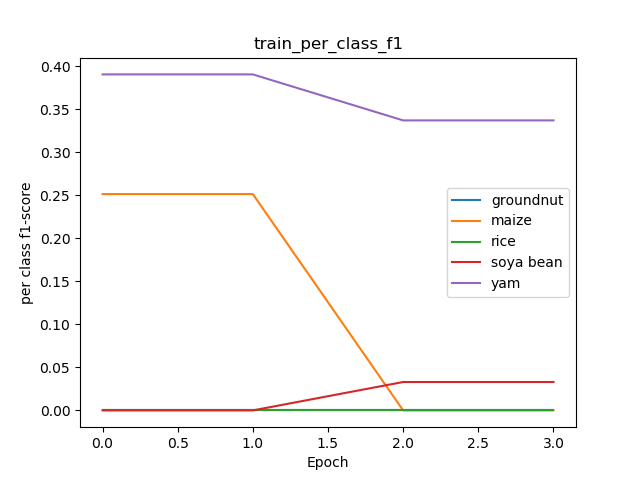 train_per_class_f1
0.40
0.35
0.30
0.25
0.20
0.15
0.10
0.05
0.00
per class f1-score
groundnut
maize
rice
soya bean
yam
0.0 0.5 1.0 1.5 2.0 2.5 3.0
Epoch